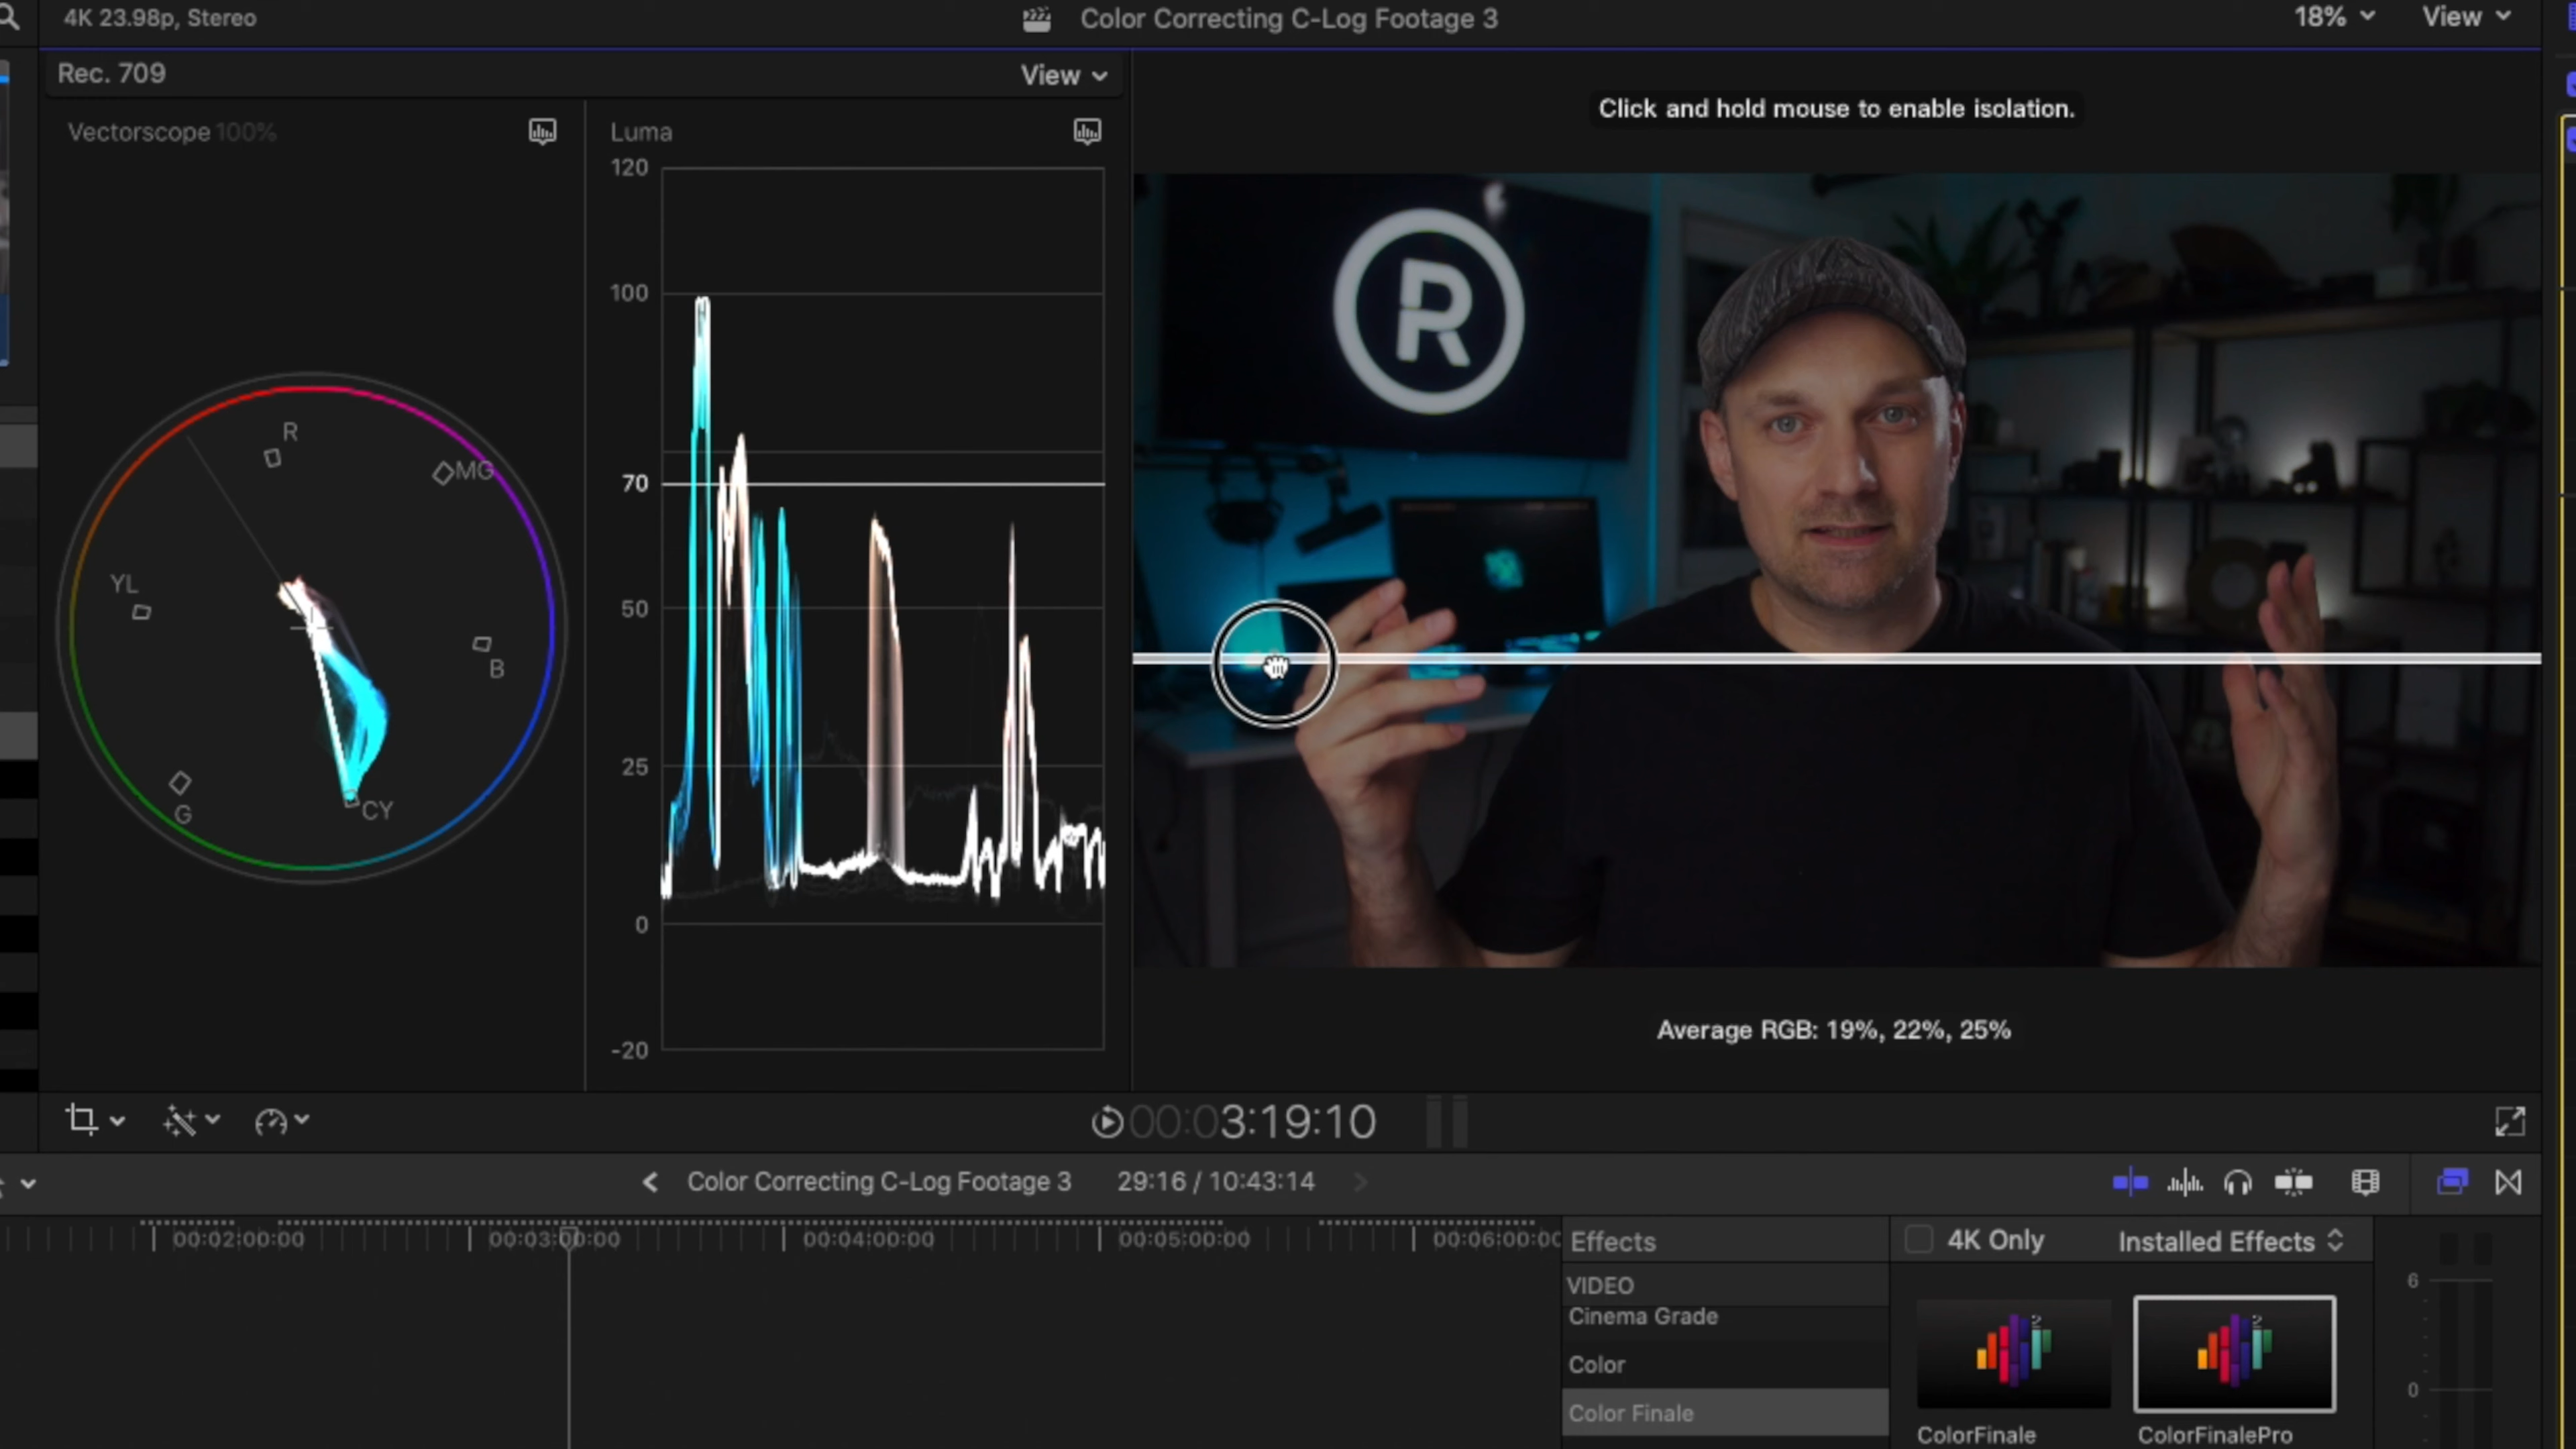 4K 23.98p, Stereo
Color Correcting C-Log Footage 3
18%
View
Rec. 709
View
Click and hold mouse to enable isolation.
Vectorscope 100%
Luma
120
100
70
50
25
0
-20
R
MG
YL
B
G
CY
R
Average RGB: 19%, 22%, 25%
00:03:19:10
Color Correcting C-Log Footage 3
29:16 / 10:43:14
00:02:00:00
00:03:00:00
00:04:00:00
00:05:00:00
00:06:00:00
Effects
4K Only
Installed Effects
VIDEO
Cinema Grade
Color
Color Finale
2
2
ColorFinale
ColorFinalePro
6
0